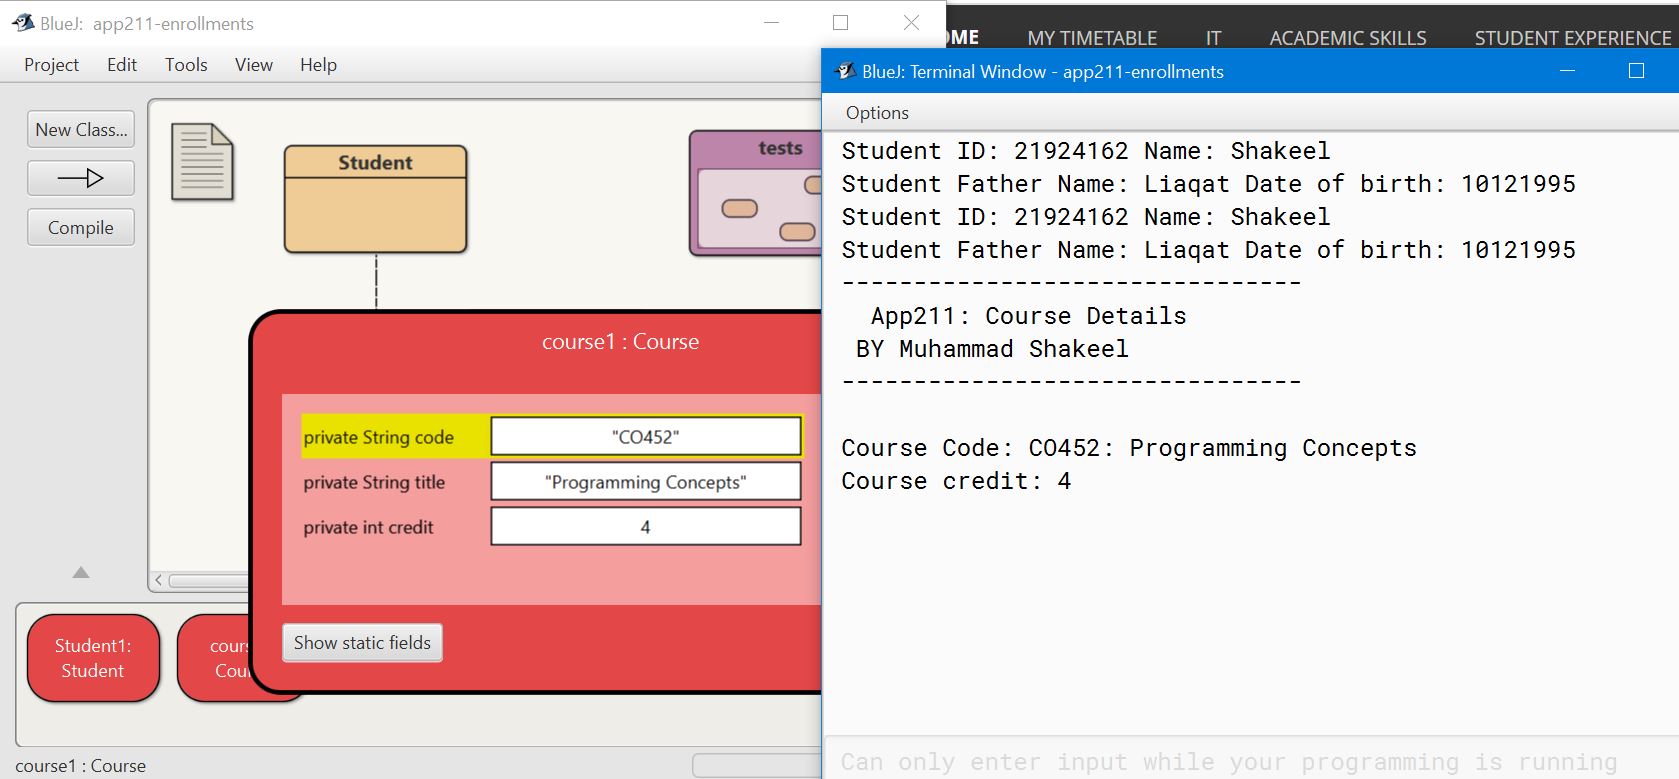 BlueJ: app211-enrollments
Project Edit Tools View Help
New Class...
Compile
Student
tests
course1 : Course
private String code "CO452"
private String title "Programming Concepts"
private int credit 4
Show static fields
Student1:
Student
course1 : Course
MY TIMETABLE IT ACADEMIC SKILLS STUDENT EXPERIENCE
BlueJ: Terminal Window - app211-enrollments
Options
Student ID: 21924162 Name: Shakeel
Student Father Name: Liaqat Date of birth: 10121995
Student ID: 21924162 Name: Shakeel
Student Father Name: Liaqat Date of birth: 10121995
--------------------------------
App211: Course Details
BY Muhammad Shakeel
--------------------------------
Course Code: CO452: Programming Concepts
Course credit: 4
Can only enter input while your programming is running